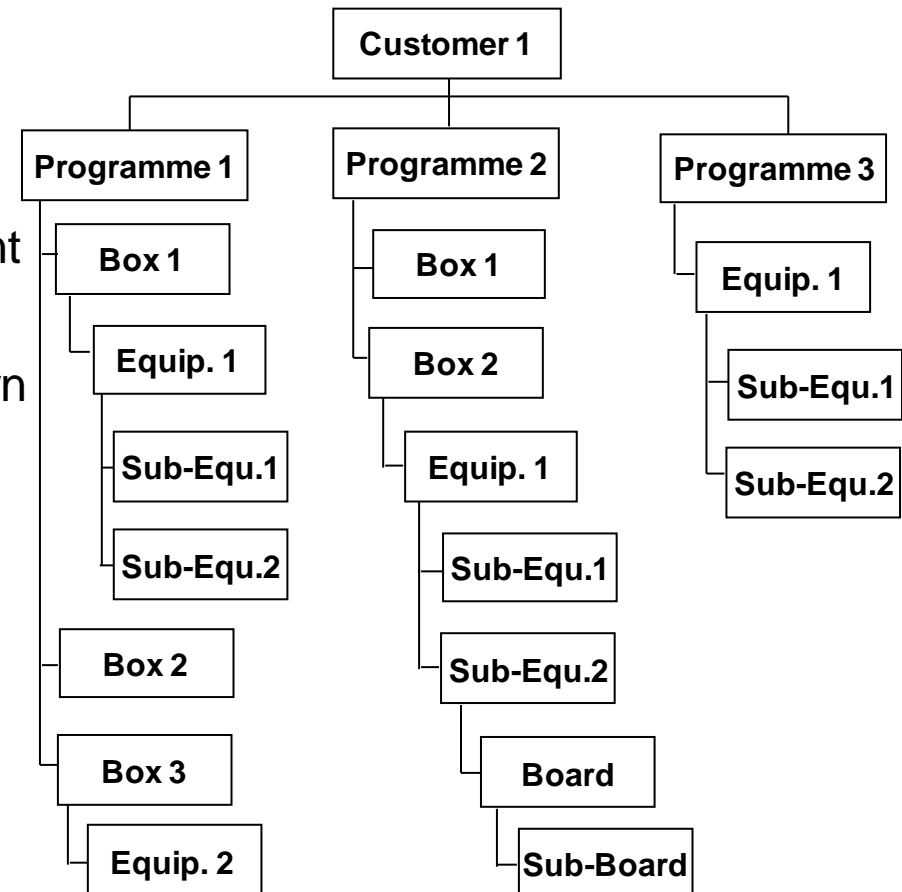 Customer 1
Programme 1
Programme 2
Programme 3
Box 1
Equip. 1
Sub-Equ.1
Sub-Equ.2
Box 2
Box 3
Equip. 2
Box 1
Box 2
Equip. 1
Sub-Equ.1
Sub-Equ.2
Board
Sub-Board
Equip. 1
Sub-Equ.1
Sub-Equ.2